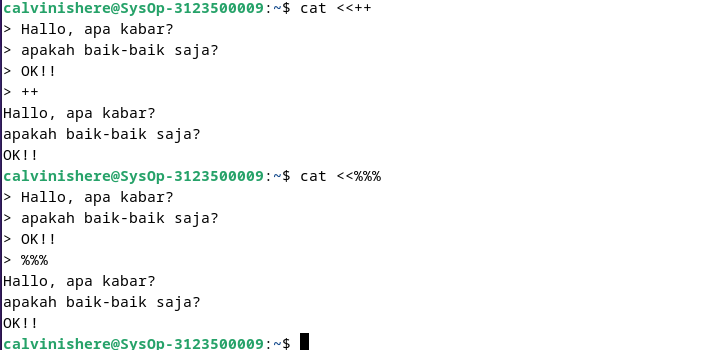 calvinishere@SysOp-3123500009:~$ cat <<++
> Hallo, apa kabar?
> apakah baik-baik saja?
> OK!!
> ++
Hallo, apa kabar?
apakah baik-baik saja?
OK!!
calvinishere@SysOp-3123500009:~$ cat <<%%%
> Hallo, apa kabar?
> apakah baik-baik saja?
> OK!!
> %%%
Hallo, apa kabar?
apakah baik-baik saja?
OK!!
calvinishere@SysOp-3123500009:~$